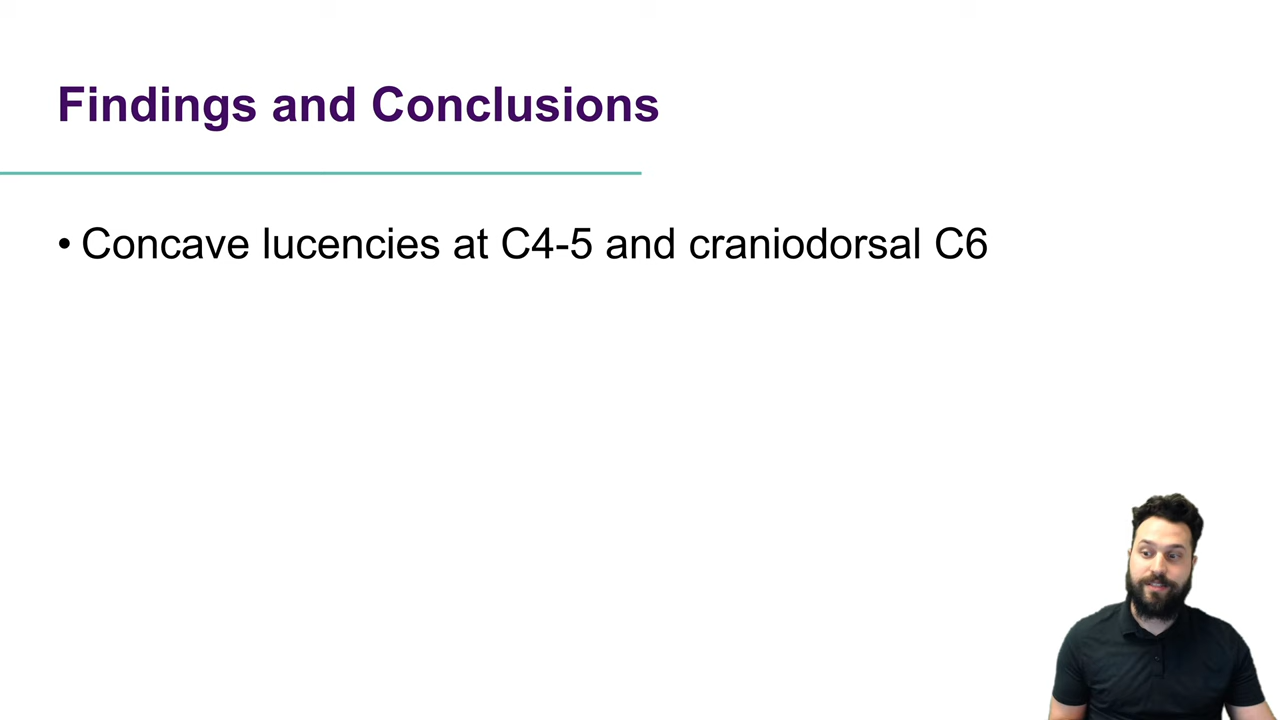 Findings and Conclusions
• Concave lucencies at C4-5 and craniodorsal C6